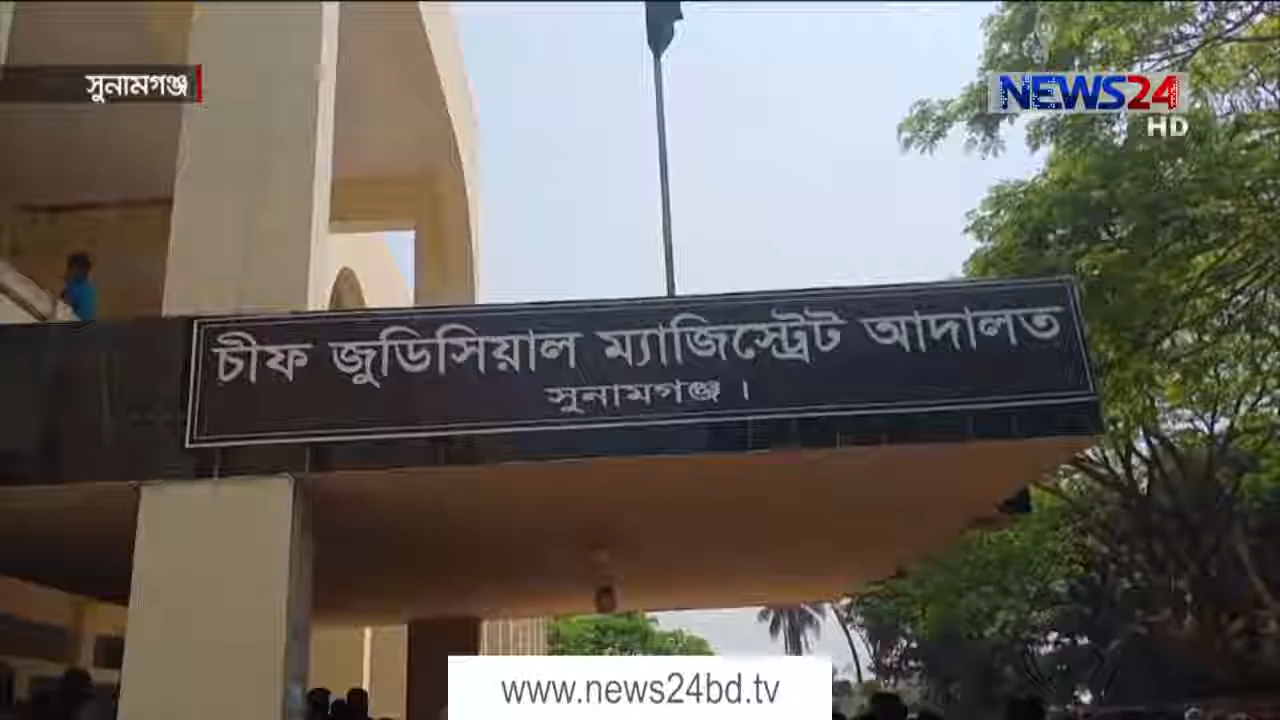 সুনামগঞ্জ
NEWS24
HD
চীফ জুডিসিয়াল ম্যাজিস্ট্রেট আদালত
সুনামগঞ্জ।
www.news24bd.tv